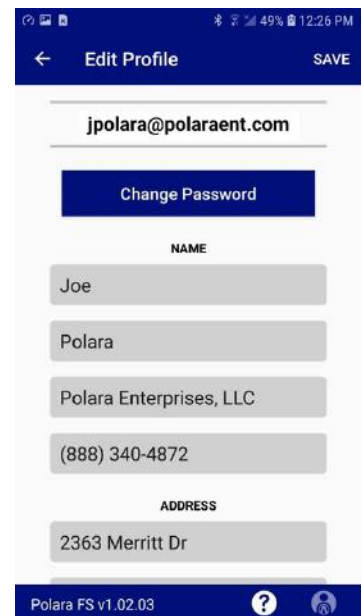 49% 12:26 PM
Edit Profile SAVE
jpolara@polaraent.com
Change Password
NAME
Joe
Polara
Polara Enterprises, LLC
(888) 340-4872
ADDRESS
2363 Merritt Dr
Polara FS v1.02.03 ?